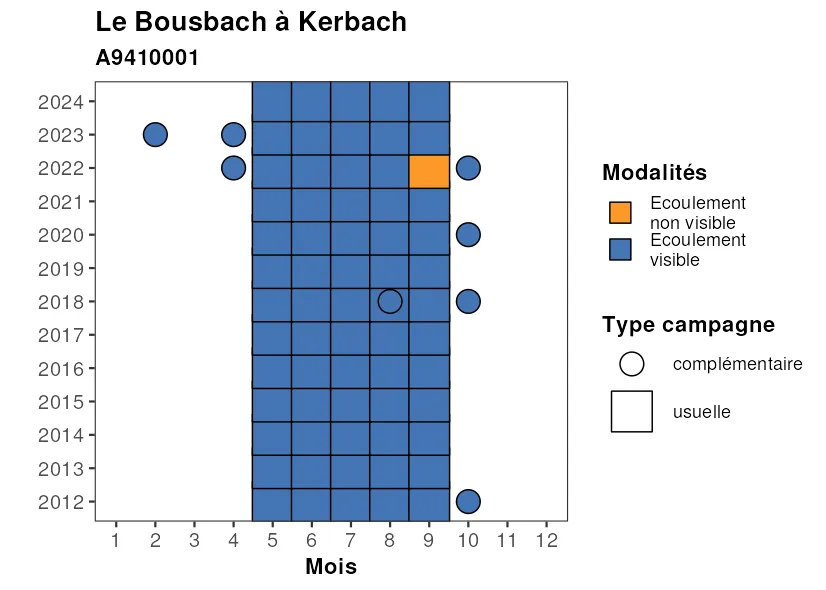 Le Bousbach à Kerbach
A9410001
2024
2023
2022
2021
2020
2019
2018
2017
2016
2015
2014
2013
2012
1 2 3 4 5 6 7 8 9 10 11 12
Mois
Modalités
Ecoulement
non visible
Ecoulement
visible
Type campagne
complémentaire
usuelle